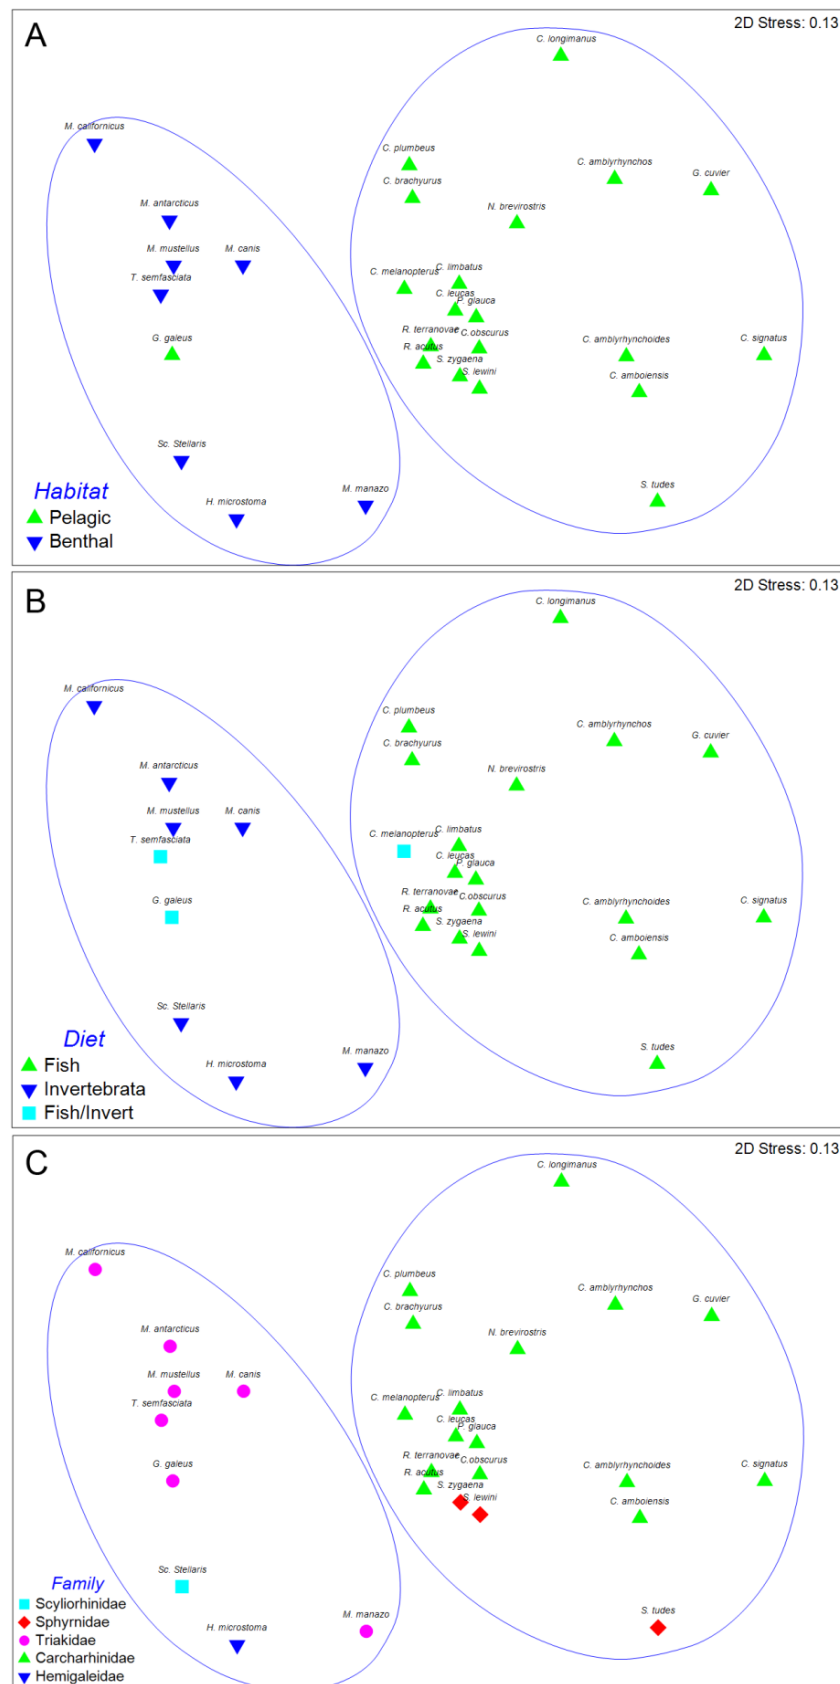 A
2D Stress: 0.13
C. longimanus
M. californicus
C. plumbeus
C. amblyrhynchos
G. cuvier
C. brachyurus
M. antarcticus
N. brevirostris
M. mustellus
M. canis
C. limbatus
T. semfasciata
C. melanopterus
C. leucas
P. glauca
R. terranovae
C.obscurus
G. galeus
R. acutus
S. zygaena
C. amblyrhynchoides
C. signatus
S. lewini
C. amboiensis
Sc. Stellaris
Habitat
H. microstoma
M. manazo
S. tudes
Pelagic
Benthal
B
2D Stress: 0.13
C. longimanus
M. californicus
C. plumbeus
C. amblyrhynchos
G. cuvier
C. brachyurus
M. antarcticus
N. brevirostris
M. mustellus
M. canis
C. limbatus
T. semfasciata
C. melanopterus
C. leucas
P. glauca
R. terranovae
C.obscurus
G. galeus
R. acutus
S. zygaena
C. amblyrhynchoides
C. signatus
S. lewini
C. amboiensis
Sc. Stellaris
Diet
H. microstoma
M. manazo
S. tudes
Fish
Invertebrata
Fish/Invert
C
2D Stress: 0.13
C. longimanus
M. californicus
C. plumbeus
C. amblyrhynchos
G. cuvier
C. brachyurus
M. antarcticus
N. brevirostris
M. mustellus
M. canis
C. limbatus
T. semfasciata
C. melanopterus
C. leucas
P. glauca
R. terranovae
C.obscurus
G. galeus
R. acutus
S. zygaena
C. amblyrhynchoides
C. signatus
S. lewini
C. amboiensis
Sc. Stellaris
Family
Scyliorhinidae
Sphyrnidae
Triakidae
Carcharhinidae
Hemigaleidae
H. microstoma
M. manazo
S. tudes